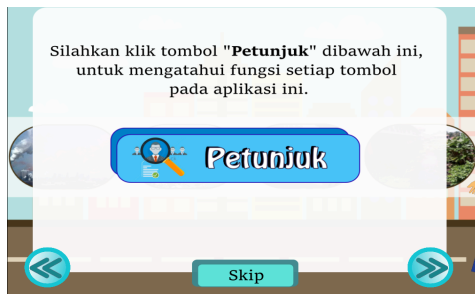 Silahkan klik tombol "Petunjuk" dibawah ini,
untuk mengatahui fungsi setiap tombol
pada aplikasi ini.
Petunjuk
Skip